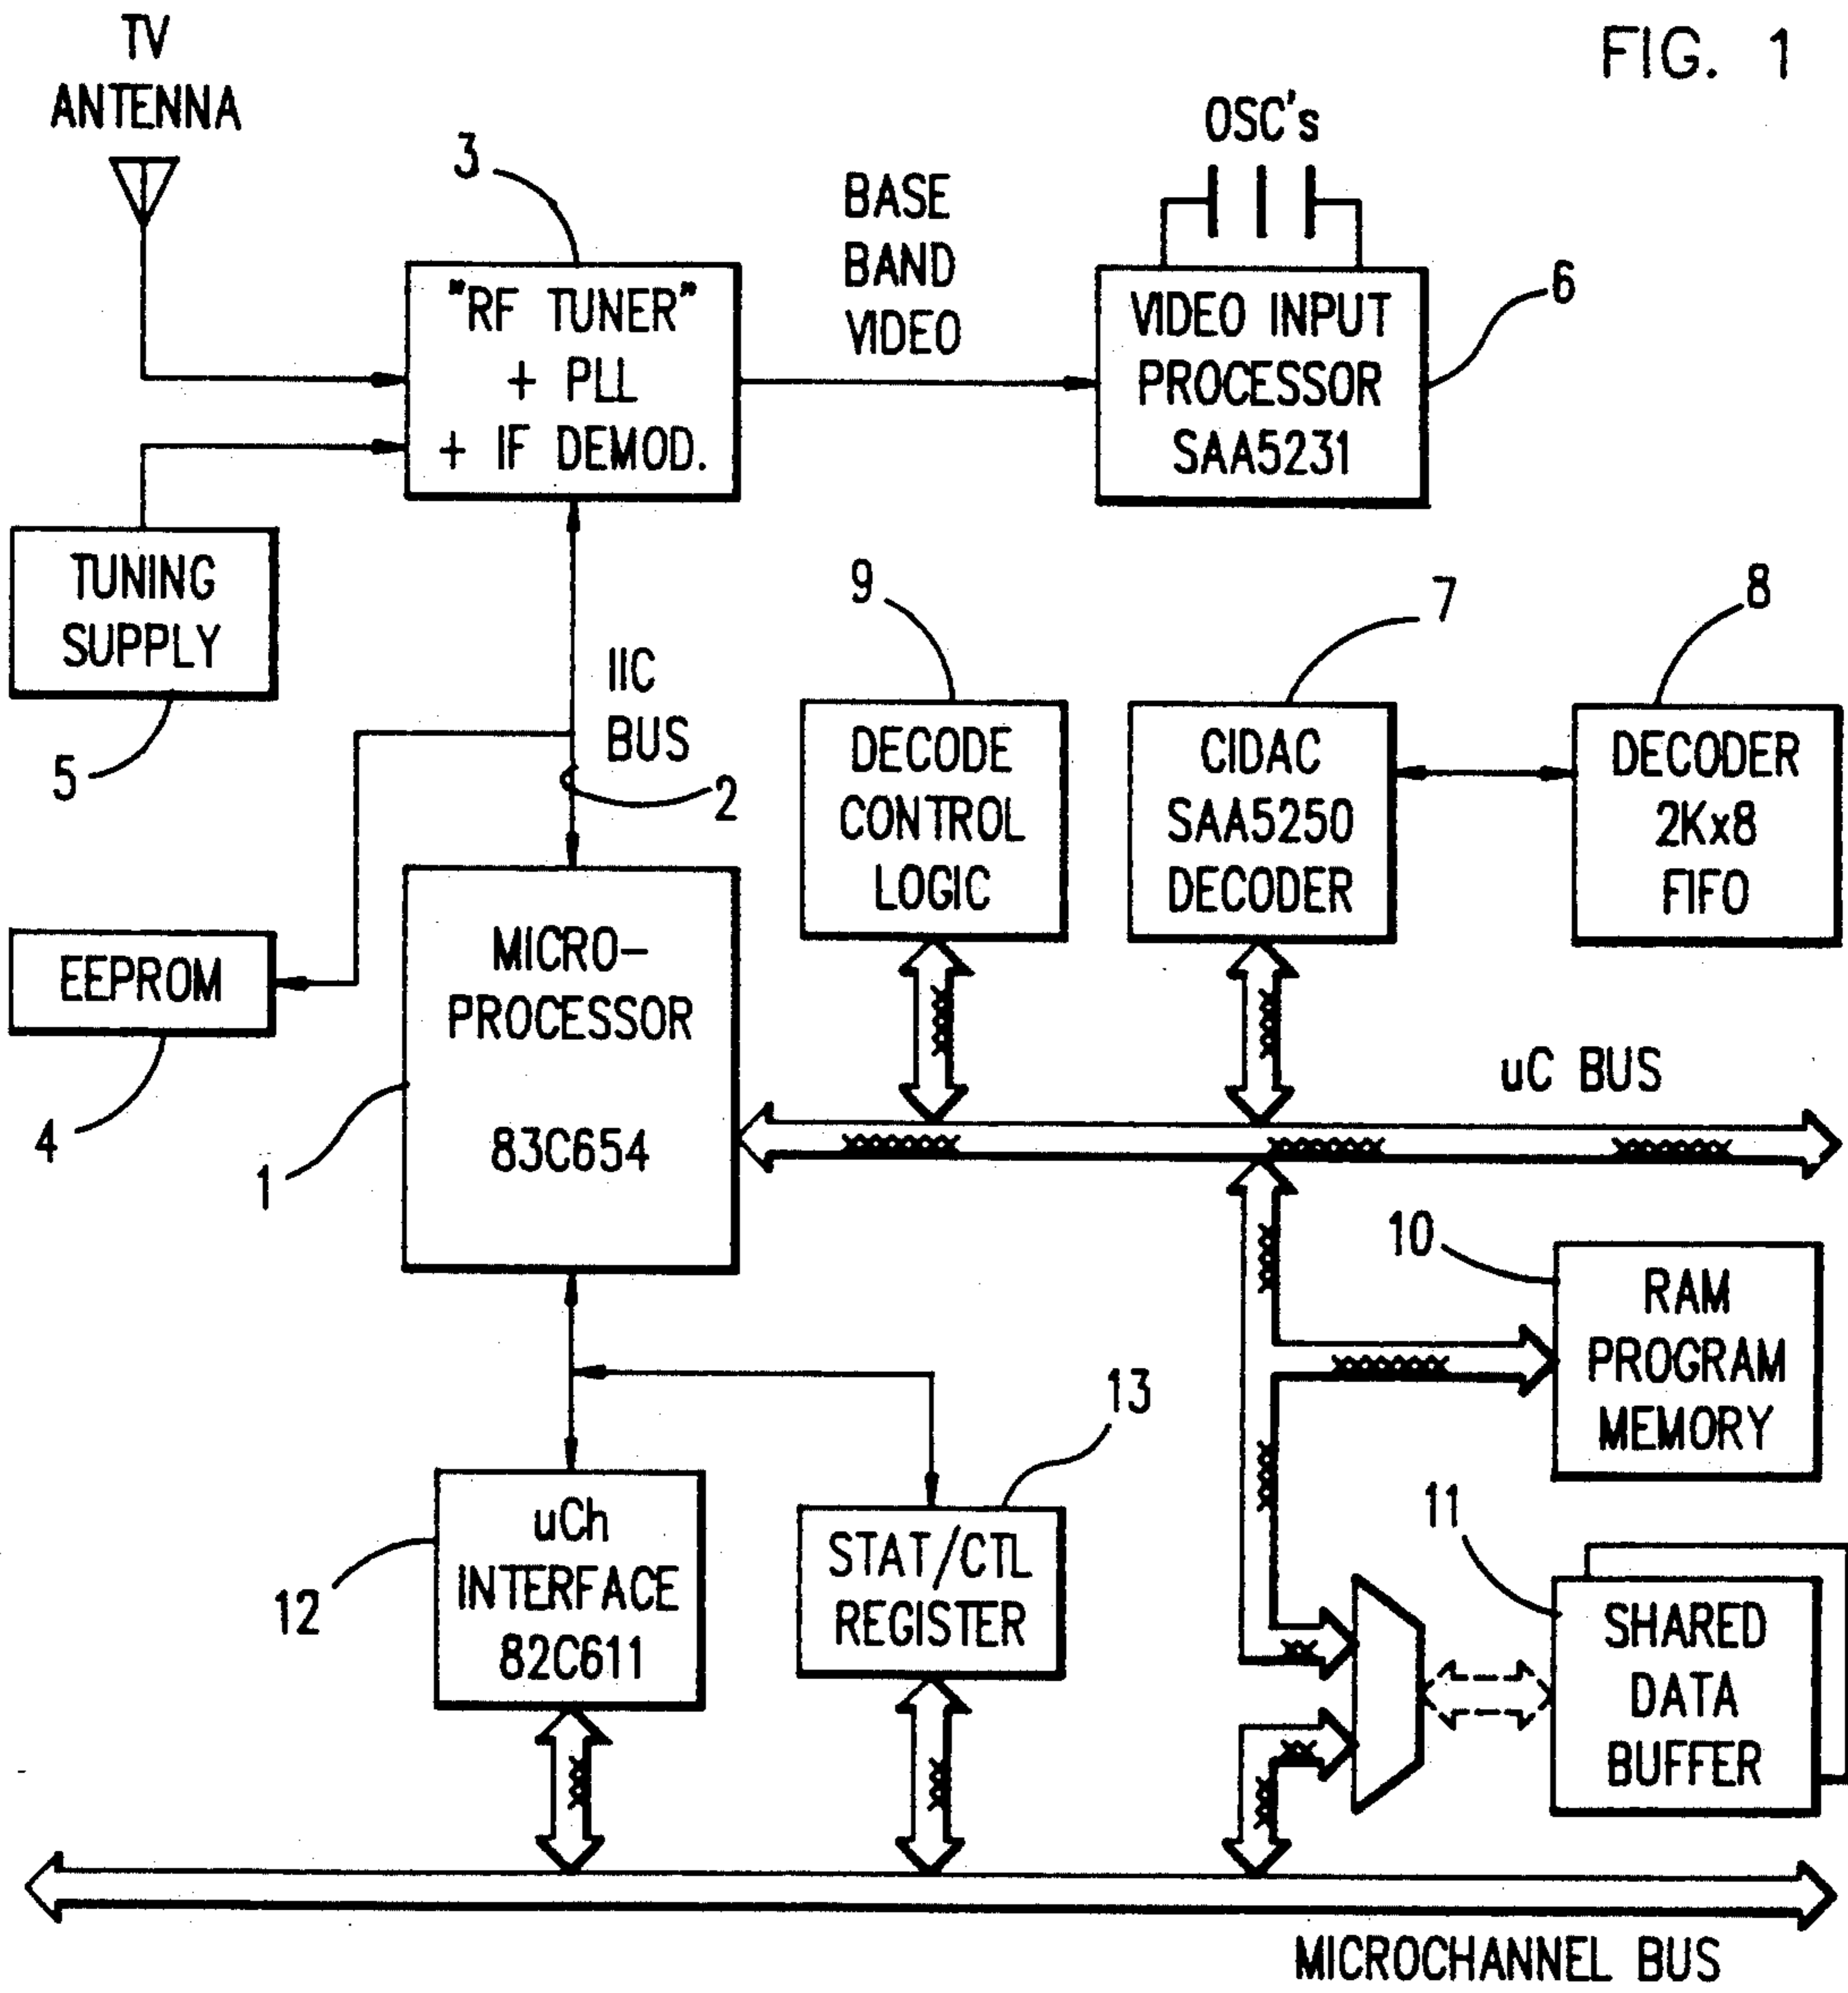 FIG. 1
TV
ANTENNA
3
"RF TUNER"
+ PLL
+ IF DEMOD.
BASE
BAND
VIDEO
OSC's
VIDEO INPUT
PROCESSOR
SAA5231
6
TUNING
SUPPLY
5
IIC
BUS
2
9
DECODE
CONTROL
LOGIC
7
CIDAC
SAA5250
DECODER
8
DECODER
2Kx8
FIFO
EEPROM
4
MICRO-
PROCESSOR
83C654
1
uC BUS
10
RAM
PROGRAM
MEMORY
13
STAT/CTL
REGISTER
12
uCh
INTERFACE
82C611
11
SHARED
DATA
BUFFER
MICROCHANNEL BUS